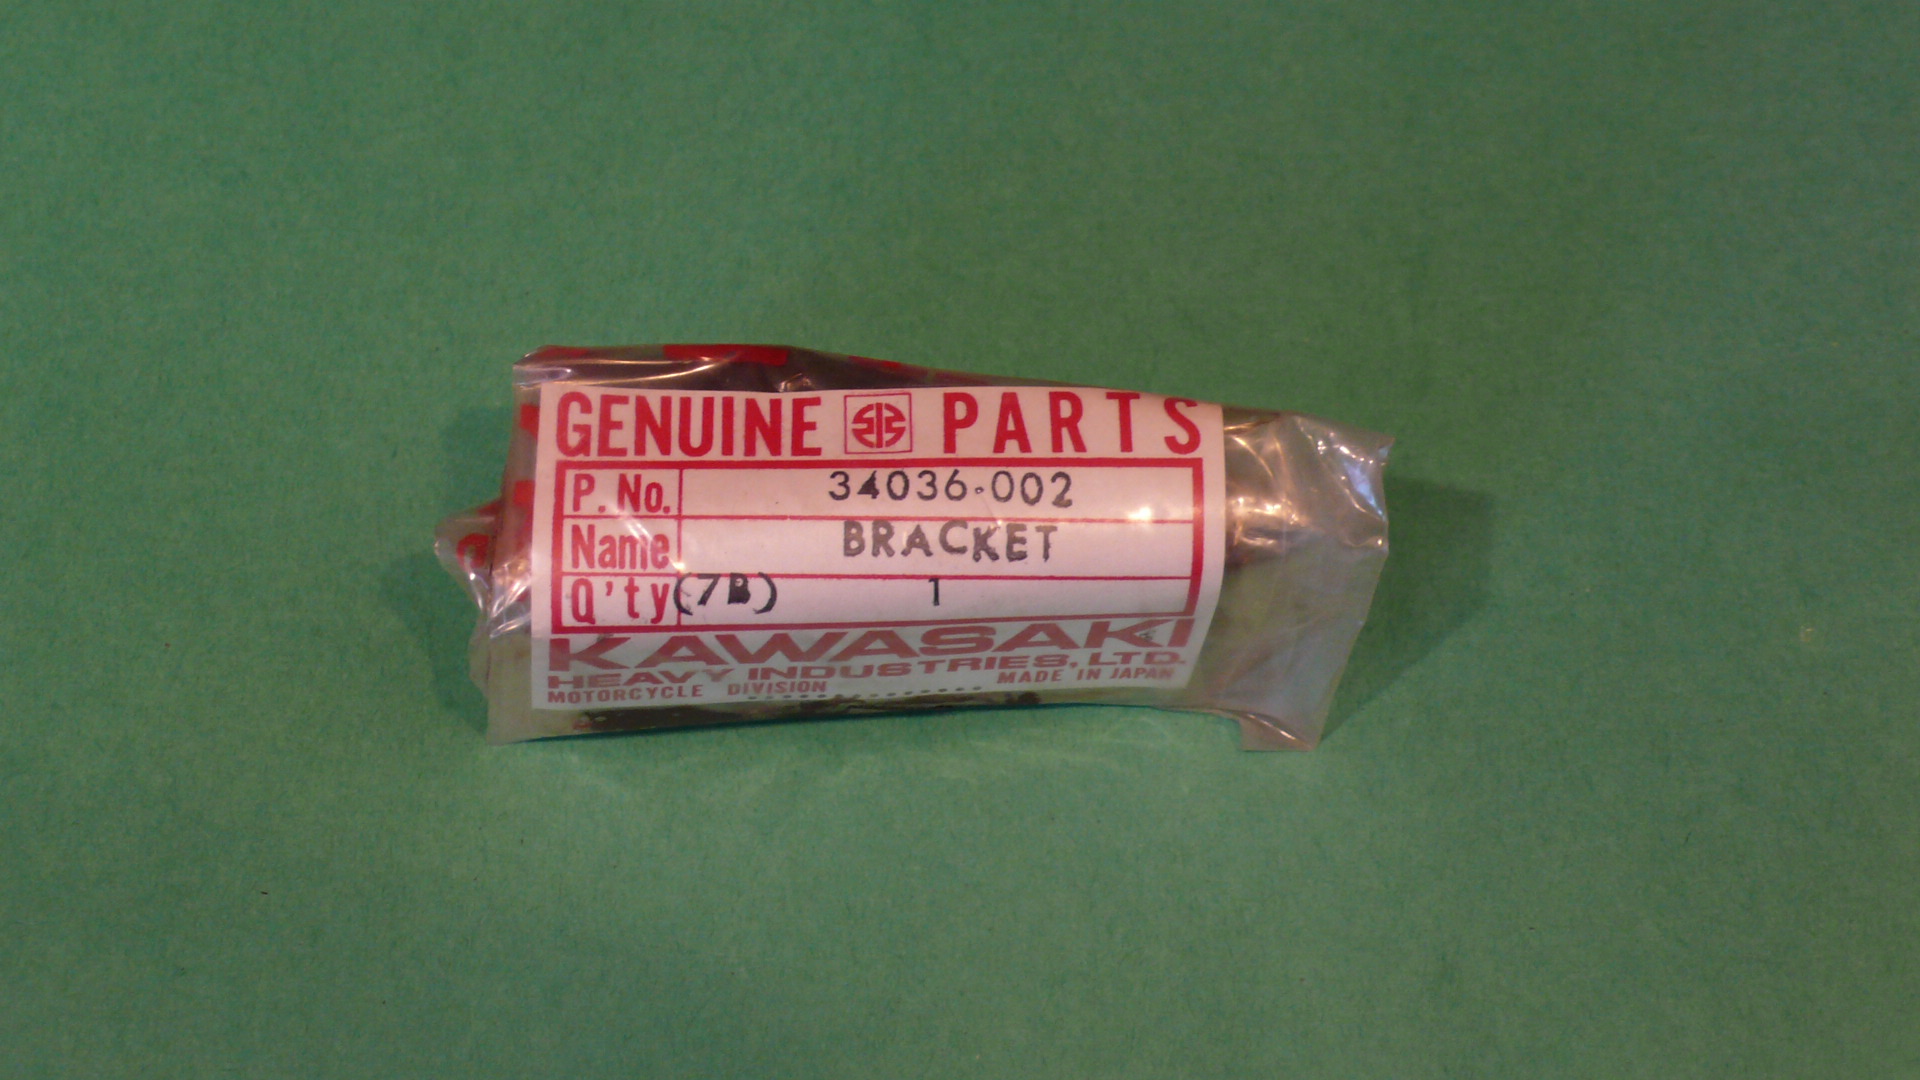 GENUINE PARTS
P. No. 34036-002
Name BRACKET
Q'ty (7B) 1
KAWASAKI
HEAVY INDUSTRIES, LTD.
MOTORCYCLE DIVISION MADE IN JAPAN